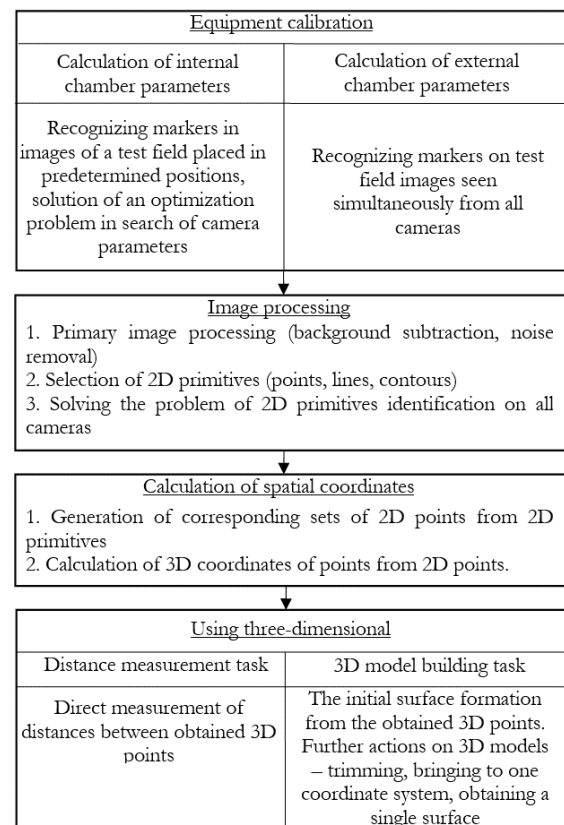 Equipment calibration
Calculation of internal
chamber parameters
Calculation of external
chamber parameters
Recognizing markers in
images of a test field placed in
predetermined positions,
solution of an optimization
problem in search of camera
parameters
Recognizing markers on test
field images seen
simultaneously from all
cameras
Image processing
1. Primary image processing (background subtraction, noise
removal)
2. Selection of 2D primitives (points, lines, contours)
3. Solving the problem of 2D primitives identification on all
cameras
Calculation of spatial coordinates
1. Generation of corresponding sets of 2D points from 2D
primitives
2. Calculation of 3D coordinates of points from 2D points.
Using three-dimensional
Distance measurement task
3D model building task
Direct measurement of
distances between obtained 3D
points
The initial surface formation
from the obtained 3D points.
Further actions on 3D models
– trimming, bringing to one
coordinate system, obtaining a
single surface